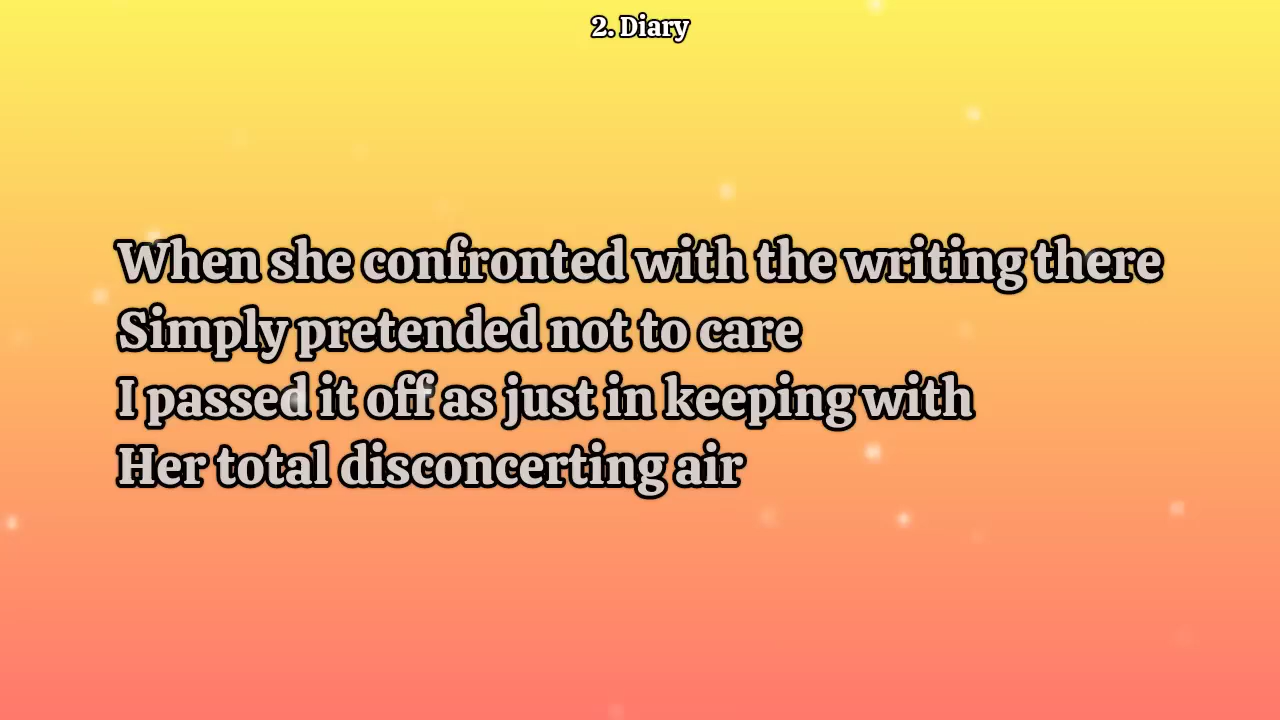 2. Diary
When she confronted with the writing there
Simply pretended not to care
I passed it off as just in keeping with
Her total disconcerting air